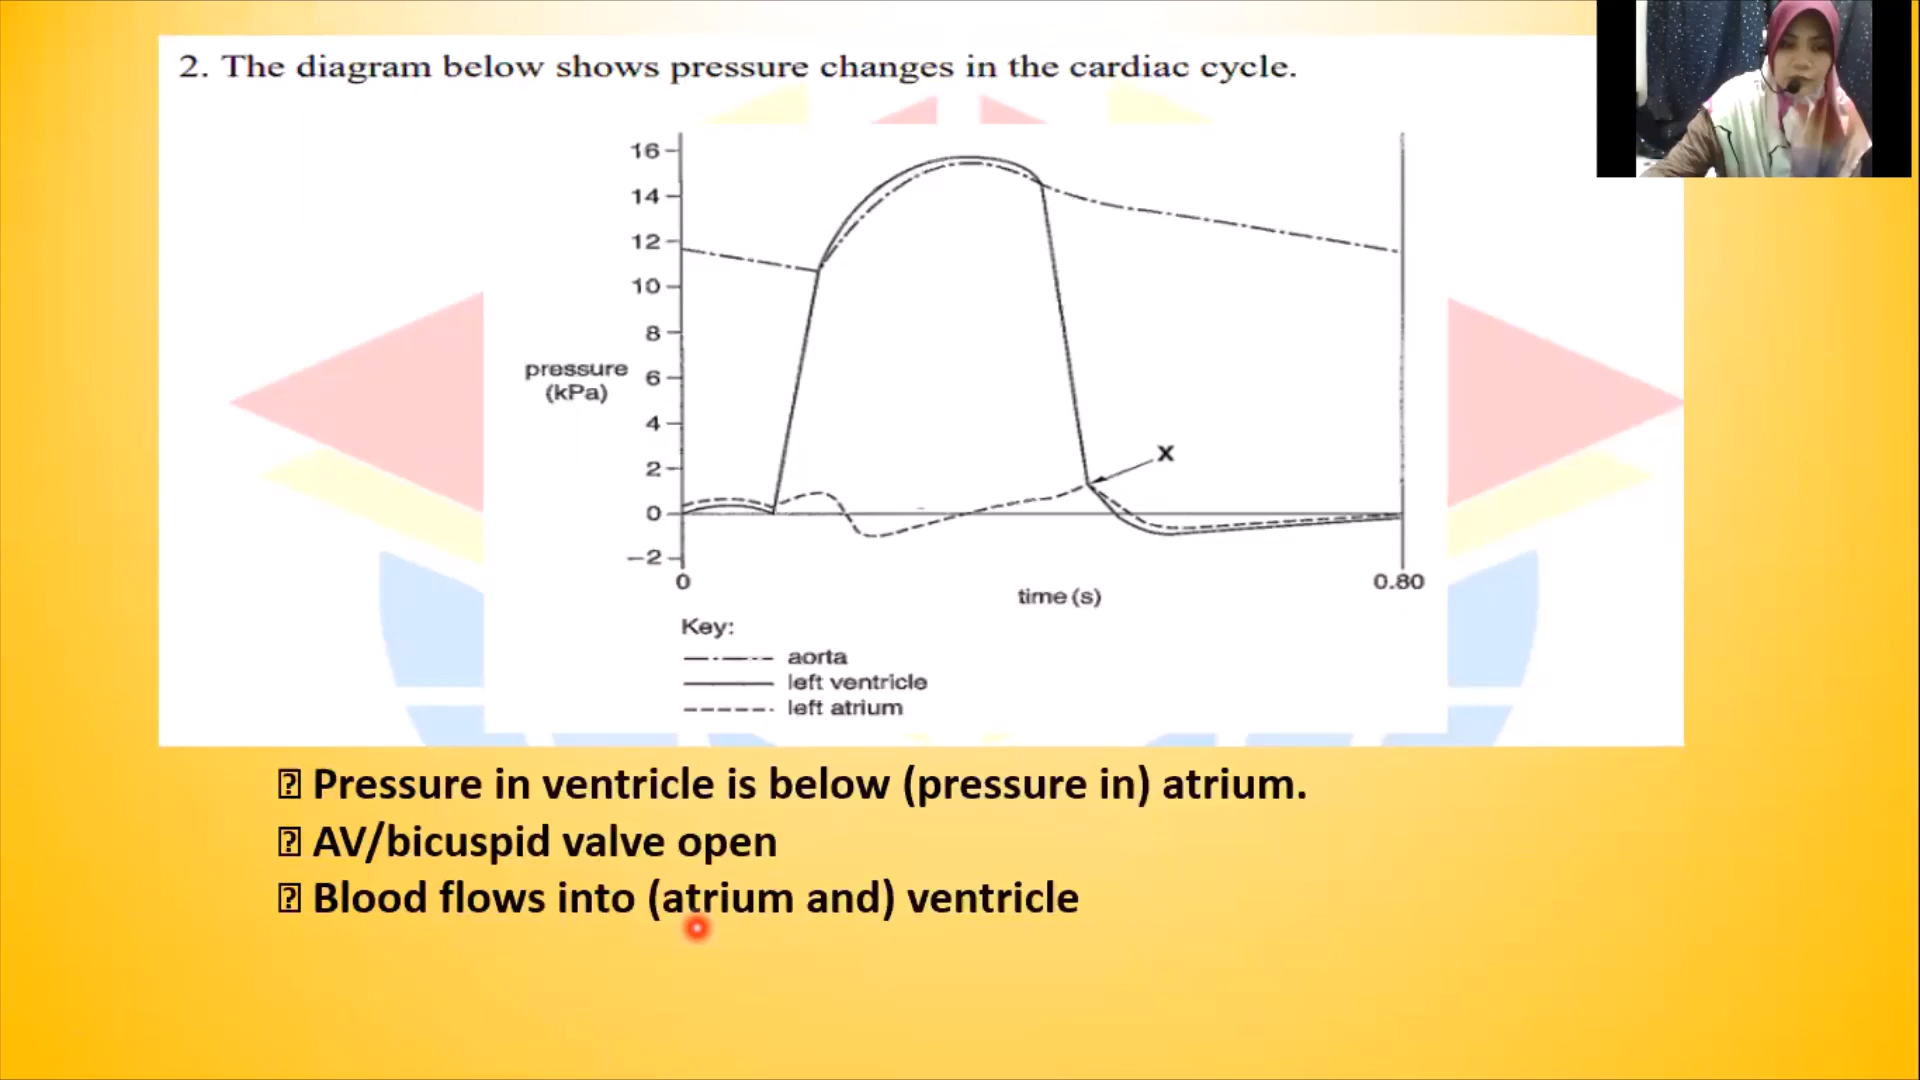 2. The diagram below shows pressure changes in the cardiac cycle.
16
14
12
10
8
pressure
(kPa)
6
4
2
0
−2
X
0
0.80
time (s)
Key:
aorta
left ventricle
left atrium
Pressure in ventricle is below (pressure in) atrium.
AV/bicuspid valve open
Blood flows into (atrium and) ventricle